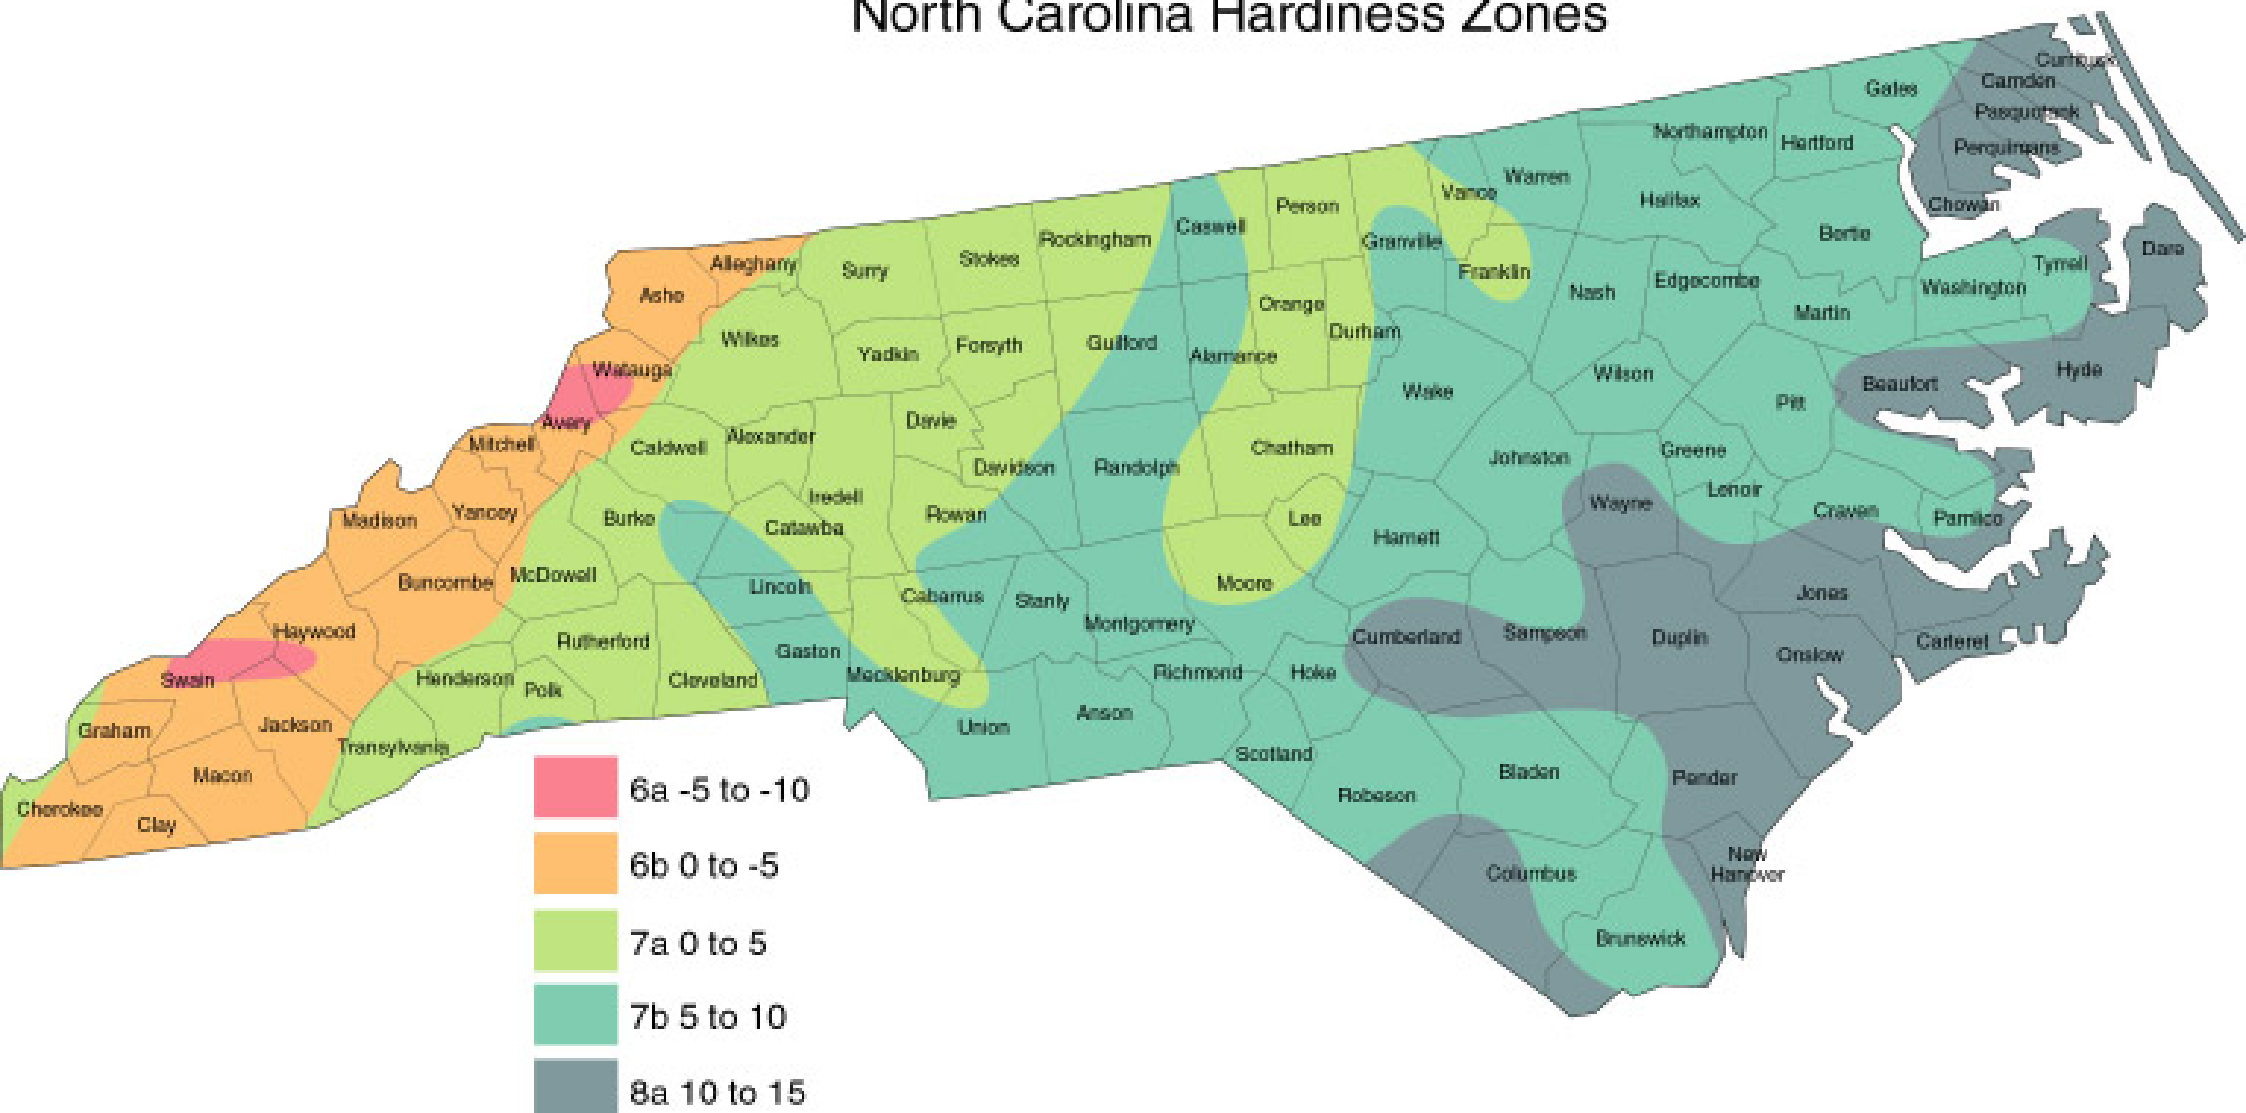 North Carolina Hardiness Zones
Currituck
Camden
Gates
Pasquotank
Northampton
Hertford
Perquimans
Warren
Vance
Halifax
Chowan
Person
Caswell
Bertie
Rockingham
Granville
Dare
Stokes
Tyrrell
Alleghany
Surry
Franklin
Edgecombe
Washington
Ashe
Nash
Orange
Martin
Durham
Wilkes
Guilford
Forsyth
Yadkin
Alamance
Watauga
Wilson
Hyde
Beaufort
Wake
Pitt
Avery
Davie
Alexander
Mitchell
Caldwell
Chatham
Greene
Johnston
Davidson
Randolph
Lenoir
Iredell
Wayne
Yancey
Craven
Madison
Burke
Rowan
Lee
Pamlico
Catawba
Harnett
McDowell
Buncombe
Moore
Lincoln
Jones
Cabarrus
Stanly
Montgomery
Haywood
Sampson
Cumberland
Duplin
Rutherford
Carteret
Gaston
Onslow
Richmond
Hoke
Mecklenburg
Swain
Henderson
Cleveland
Polk
Anson
Jackson
Union
Graham
Transylvania
Scotland
Bladen
Macon
Pender
6a -5 to -10
Robeson
Cherokee
Clay
New
Hanover
6b 0 to -5
Columbus
Brunswick
7a 0 to 5
7b 5 to 10
8a 10 to 15